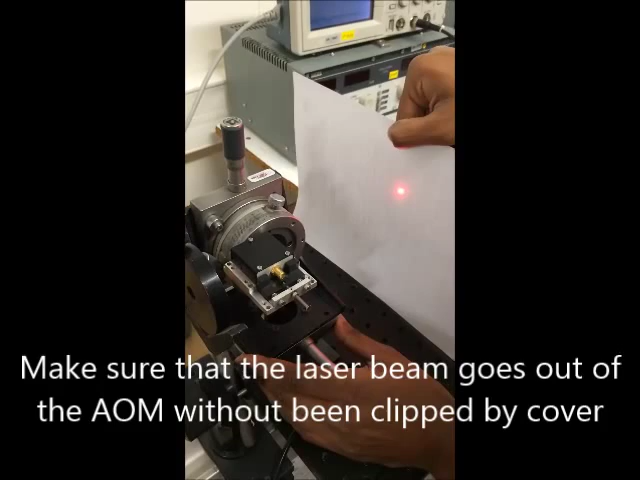 Make sure that the laser beam goes out of
the AOM without been clipped by cover